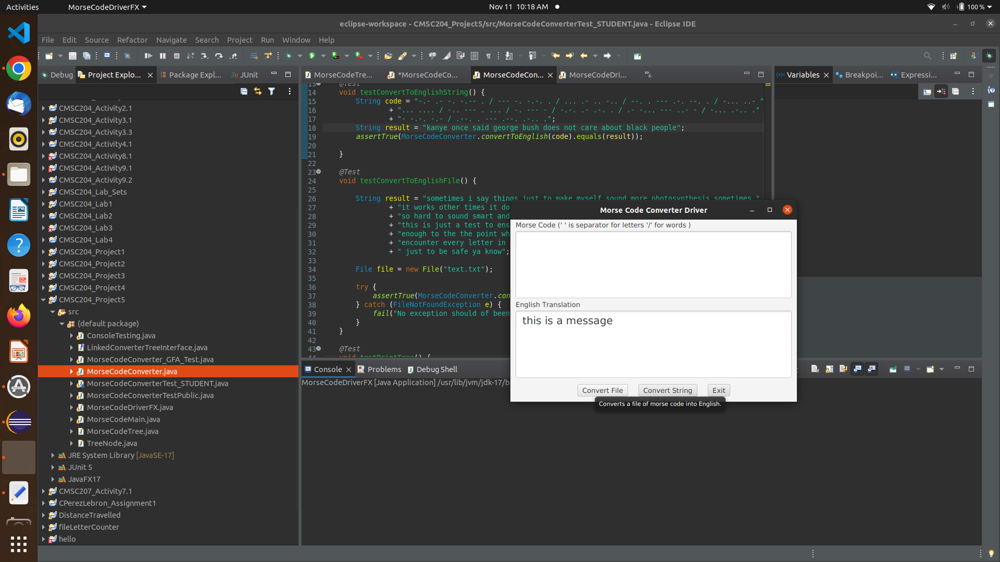 Activities
MorseCodeDriverFX
Nov 11 10:18 AM
100 %
eclipse-workspace - CMSC204_Project5/src/MorseCodeConverterTest_STUDENT.java - Eclipse IDE
File Edit Source Refactor Navigate Search Project Run Window Help
Debug
Project Explo...
Package Expl...
JUnit
MorseCodeTree...
*MorseCodeCo...
MorseCodeCon...
MorseCodeDri...
Variables
Breakpoi...
Expressi...
CMSC204_Activity2.1
CMSC204_Activity3.1
CMSC204_Activity3.3
CMSC204_Activity4.1
CMSC204_Activity8.1
CMSC204_Activity9.1
CMSC204_Activity9.2
CMSC204_Lab_Sets
CMSC204_Lab1
CMSC204_Lab2
CMSC204_Lab3
CMSC204_Lab4
CMSC204_Project1
CMSC204_Project2
CMSC204_Project3
CMSC204_Project4
CMSC204_Project5
src
(default package)
ConsoleTesting.java
LinkedConverterTreeInterface.java
MorseCodeConverter_GFA_Test.java
MorseCodeConverter.java
MorseCodeConverterTest_STUDENT.java
MorseCodeConverterTestPublic.java
MorseCodeDriverFX.java
MorseCodeMain.java
MorseCodeTree.java
TreeNode.java
JRE System Library [JavaSE-17]
JUnit 5
JavaFX17
CMSC207_Activity7.1
CPerezLebron_Assignment1
DistanceTravelled
fileLetterCounter
hello
13 @Test
14 void testConvertToEnglishString() {
15 String code = "-.- .- -. -.-- . / --- -. -.-. . / ... .- .. -.. / --. . --- .-. --. . / -... ..- "
16 + "... .... / -.. --- . ... / -. --- - / -.-. .- .-. . / .- -... --- ..- - / -... .-.. ."
17 + "- -.-. -.- / .--. . --- .--. .-.. .";
18 String result = "kanye once said george bush does not care about black people";
19 assertTrue(MorseCodeConverter.convertToEnglish(code).equals(result));
20
21 }
22
23 @Test
24 void testConvertToEnglishFile() {
25
26 String result = "sometimes i say things just to make myself sound more photosynthesis sometimes "
27 + "it works other times it do
28 + "so hard to sound smart and
29 + "this is just a test to ens
30 + "enough to the the point wh
31 + "encounter every letter in
32 + " just to be safe ya know";
33
34 File file = new File("text.txt");
35
36 try {
37 assertTrue(MorseCodeConverter.con
38 } catch (FileNotFoundException e) {
39 fail("No exception should of been
40 }
41 }
42
43 @Test
44 void testPrintTree() {
Morse Code Converter Driver
Morse Code (' ' is separator for letters '/' for words )
English Translation
this is a message
Convert File
Convert String
Exit
Converts a file of morse code into English.
Console
Problems
Debug Shell
MorseCodeDriverFX [Java Application] /usr/lib/jvm/jdk-17/b